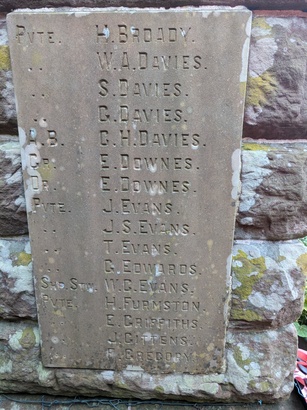 PVTE. H. BROADY.
.. W. A. DAVIES.
.. S. DAVIES.
.. G. DAVIES.
L.B. G. H. DAVIES.
GR. E. DOWNES.
DR. E. DOWNES.
PVTE. J. EVANS.
.. J. S. EVANS.
.. T. EVANS.
.. G. EDWARDS.
W. G. EVANS.
PVTE. H. FURMSTON.
E. GRIFFITHS.
J. GITTENS.
GREGORY